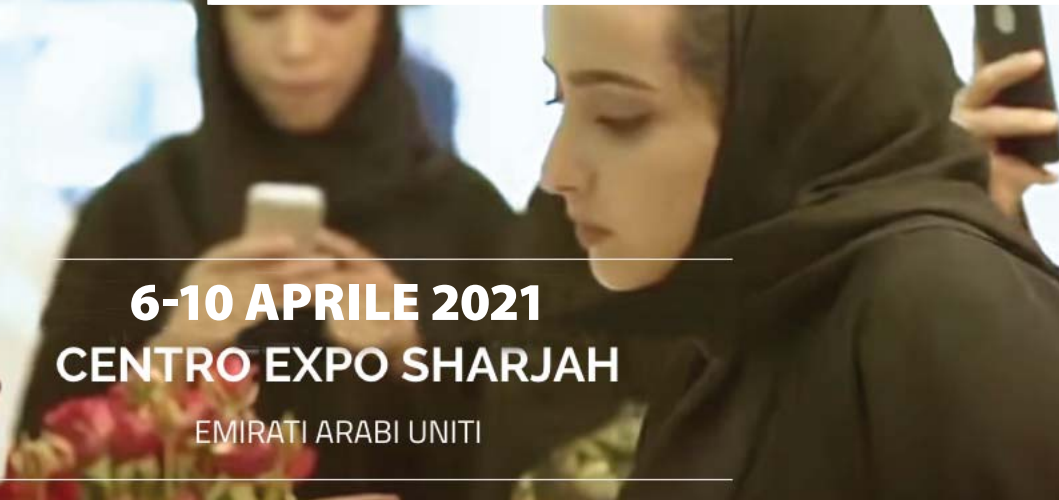 6-10 APRILE 2021
CENTRO EXPO SHARJAH
EMIRATI ARABI UNITI